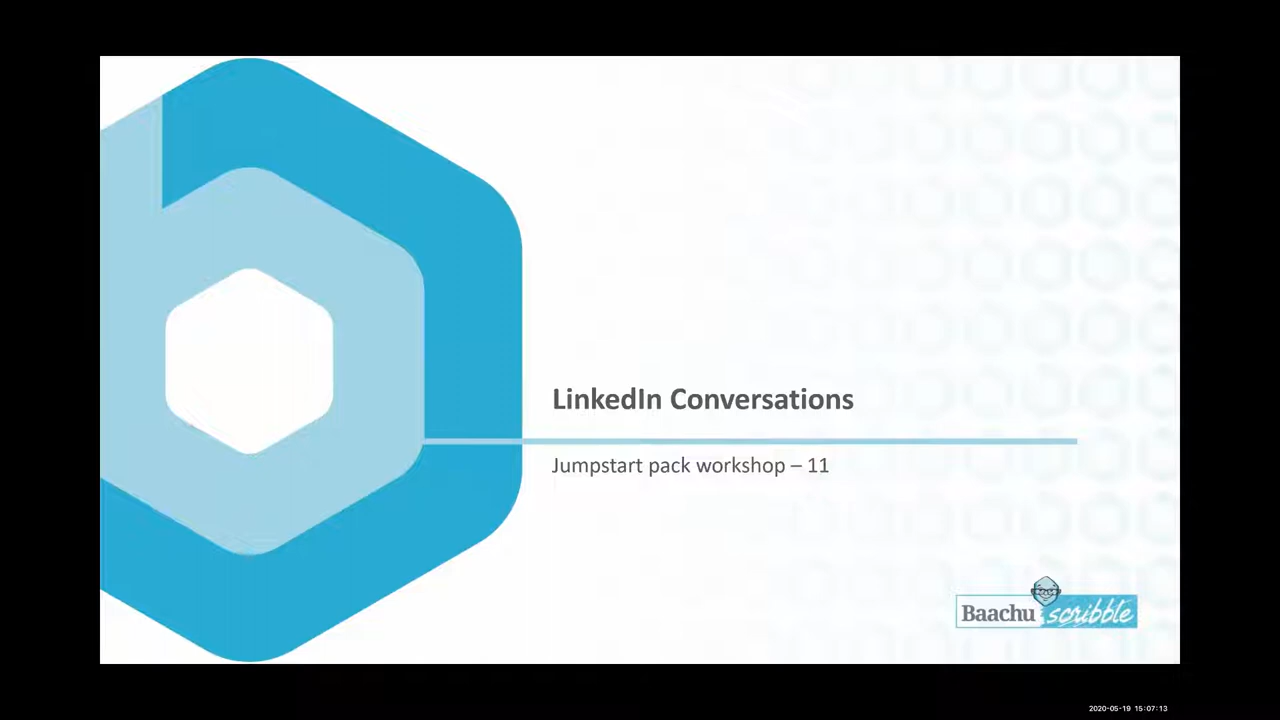 LinkedIn Conversations
Jumpstart pack workshop – 11
Baachu scribble
2020-05-19 15:07:13